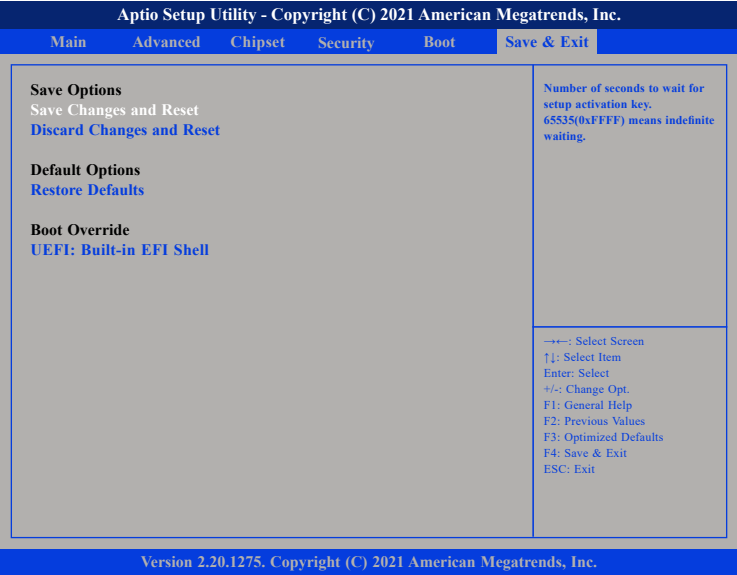 Aptio Setup Utility - Copyright (C) 2021 American Megatrends, Inc.
Main Advanced Chipset Security Boot Save & Exit
Save Options
Save Changes and Reset
Discard Changes and Reset
Default Options
Restore Defaults
Boot Override
UEFI: Built-in EFI Shell
Number of seconds to wait for
setup activation key.
65535(0xFFFF) means indefinite
waiting.
→←: Select Screen
↑↓: Select Item
Enter: Select
+/-: Change Opt.
F1: General Help
F2: Previous Values
F3: Optimized Defaults
F4: Save & Exit
ESC: Exit
Version 2.20.1275. Copyright (C) 2021 American Megatrends, Inc.